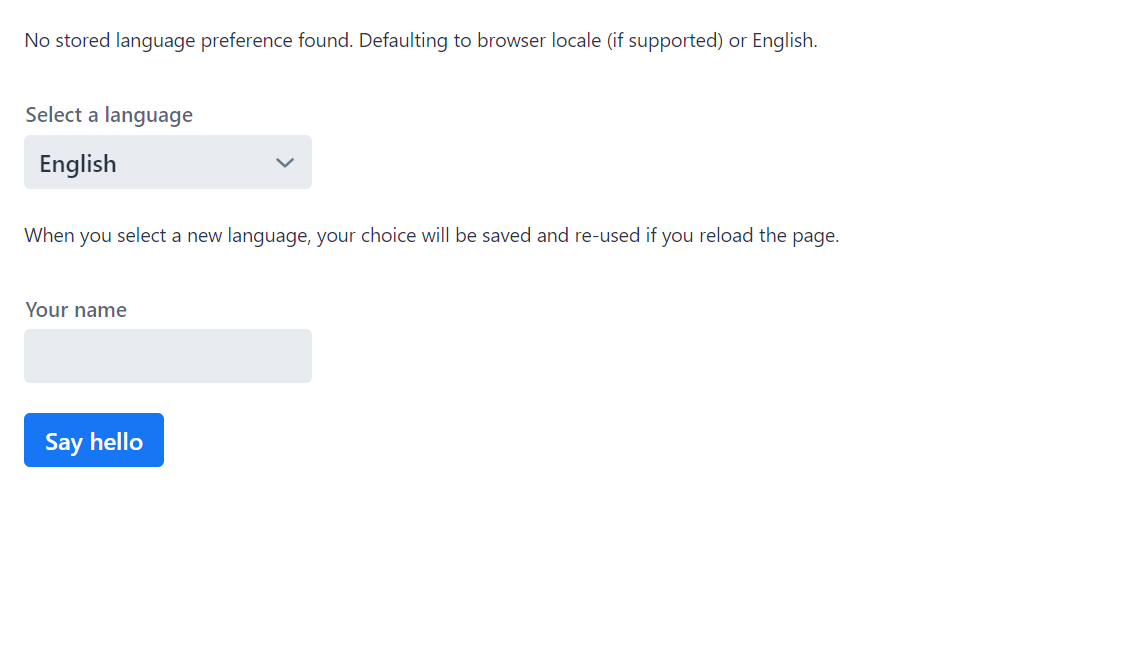 No stored language preference found. Defaulting to browser locale (if supported) or English.
Select a language
English
When you select a new language, your choice will be saved and re-used if you reload the page.
Your name
Say hello